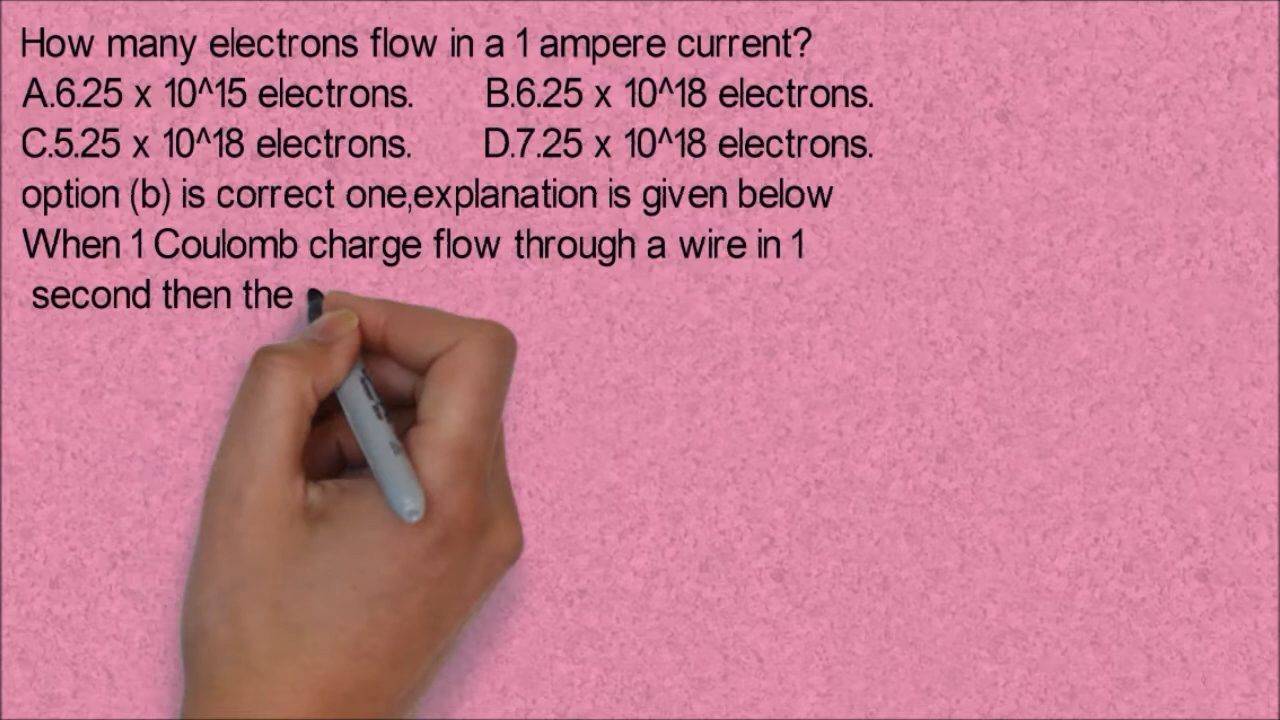 How many electrons flow in a 1 ampere current?
A.6.25 x 10^15 electrons. B.6.25 x 10^18 electrons.
C.5.25 x 10^18 electrons. D.7.25 x 10^18 electrons.
option (b) is correct one,explanation is given below
When 1 Coulomb charge flow through a wire in 1
second then the